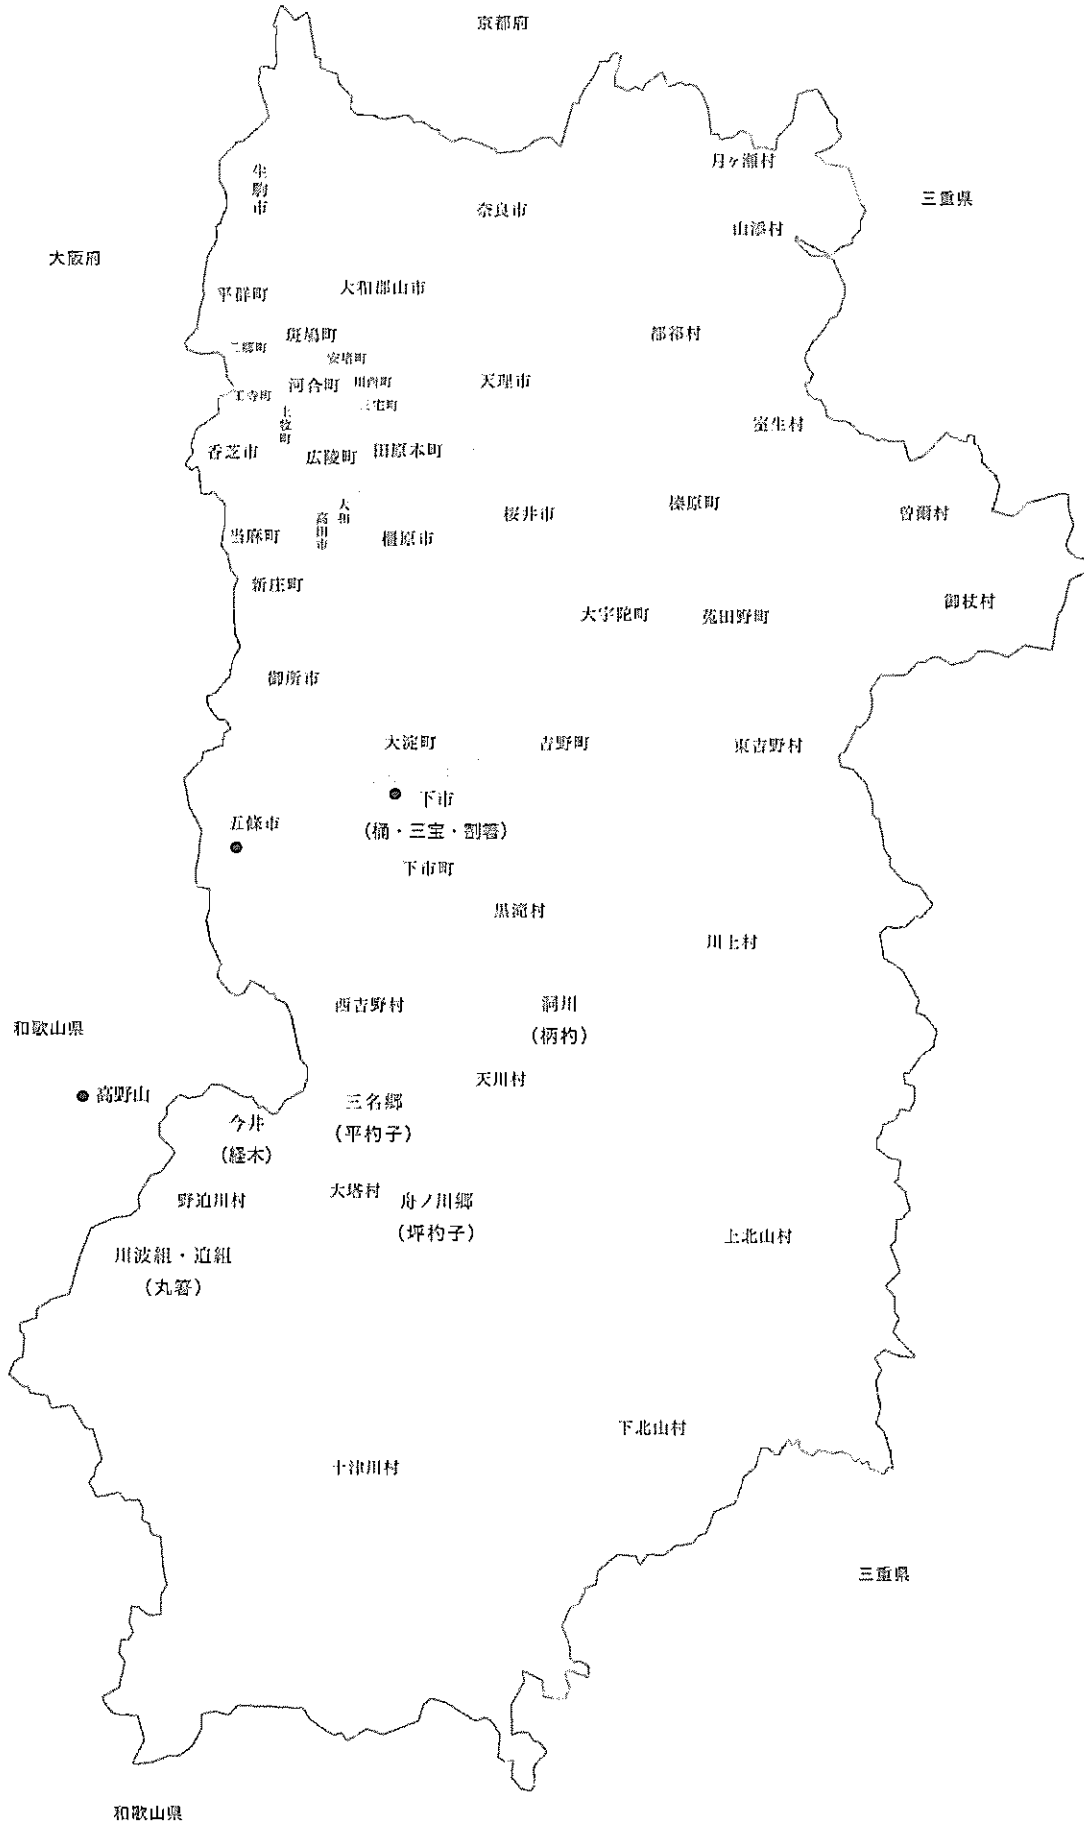 京都府
月ヶ瀬村
生駒市
三重県
奈良市
山添村
大阪府
平群町
大和郡山市
斑鳩町
都祁村
三郷町
安堵町
河合町
川西町
天理市
王寺町
三宅町
上牧町
室生村
香芝市
広陵町
田原本町
榛原町
大和
高田市
桜井市
曽爾村
当麻町
橿原市
新庄町
御杖村
大宇陀町
菟田野町
御所市
大淀町
吉野町
東吉野村
下市
五條市
(桶・三宝・割箸)
下市町
黒滝村
川上村
西吉野村
洞川
和歌山県
(柄杓)
天川村
高野山
三名郷
今井
(平杓子)
(経木)
大塔村
野迫川村
舟ノ川郷
(坪杓子)
上北山村
川波組・迫組
(丸箸)
下北山村
十津川村
三重県
和歌山県